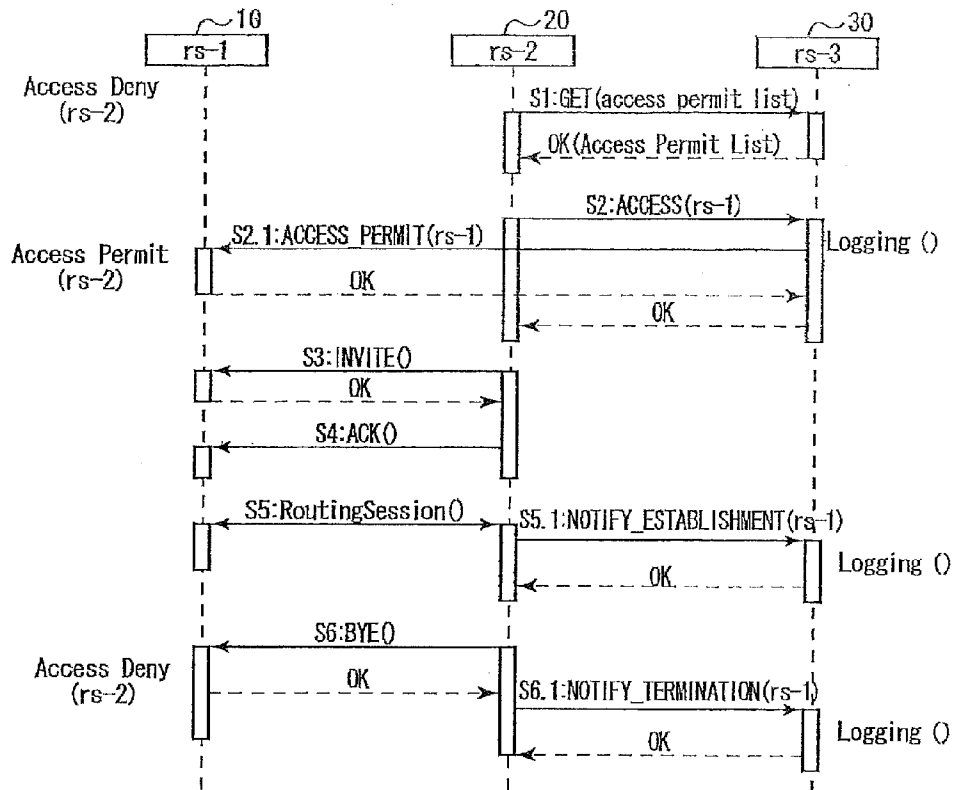 10
20
30
rs-1
rs-2
rs-3
Access Deny
(rs-2)
S1:GET(access permit list)
OK(Access Permit List)
S2:ACCESS(rs-1)
S2.1:ACCESS PERMIT(rs-1)
Logging ()
Access Permit
(rs-2)
OK
OK
S3:INVITE()
OK
S4:ACK()
S5:RoutingSession()
S5.1:NOTIFY_ESTABLISHMENT(rs-1)
Logging ()
OK
S6:BYE()
Access Deny
(rs-2)
OK
S6.1:NOTIFY_TERMINATION(rs-1)
Logging ()
OK